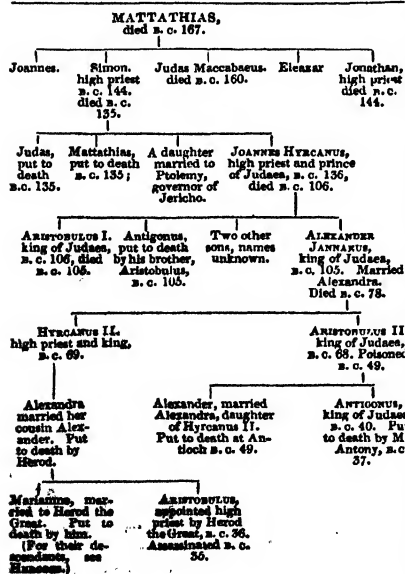 MATTATHIAS,
died B. C. 167.
Joannes.
Simon.
high priest
B. C. 144.
died B. C.
135.
Judas Maccabaeus.
died B. C. 160.
Eleazar
Jonathan,
high priest
died B. C.
144.
Judas,
put to
death
B.C. 135.
Mattathias,
put to death
B. C. 135;
A daughter
married to
Ptolemy,
governor of
Jericho.
JOANNES HYRCANUS,
high priest and prince
of Judaea, B. C. 135,
died B. C. 106.
ARISTOBULUS I.
king of Judaea,
B. C. 106, died
B. C. 105.
Antigonus,
put to death
by his brother,
Aristobulus,
B. C. 105.
Two other
sons, names
unknown.
ALEXANDER
JANNAEUS,
king of Judaea,
B. C. 105. Married
Alexandra.
Died B. C. 78.
HYRCANUS II.
high priest and king,
B. C. 69.
ARISTOBULUS II
king of Judaea,
B. C. 68. Poisoned
B. C. 49.
Alexandra
married her
cousin Alex-
ander. Put
to death by
Herod.
Alexander, married
Alexandra, daughter
of Hyrcanus II.
Put to death at An-
tioch B. C. 49.
ANTIGONUS,
king of Judaea
B. C. 40. Put
to death by M.
Antony, B. C.
37.
Mariamne, mar-
ried to Herod the
Great. Put to
death by him.
(For their de-
scendants, see
HERODES.)
ARISTOBULUS,
appointed high
priest by Herod
the Great, B. C. 36.
Assassinated B. C.
35.